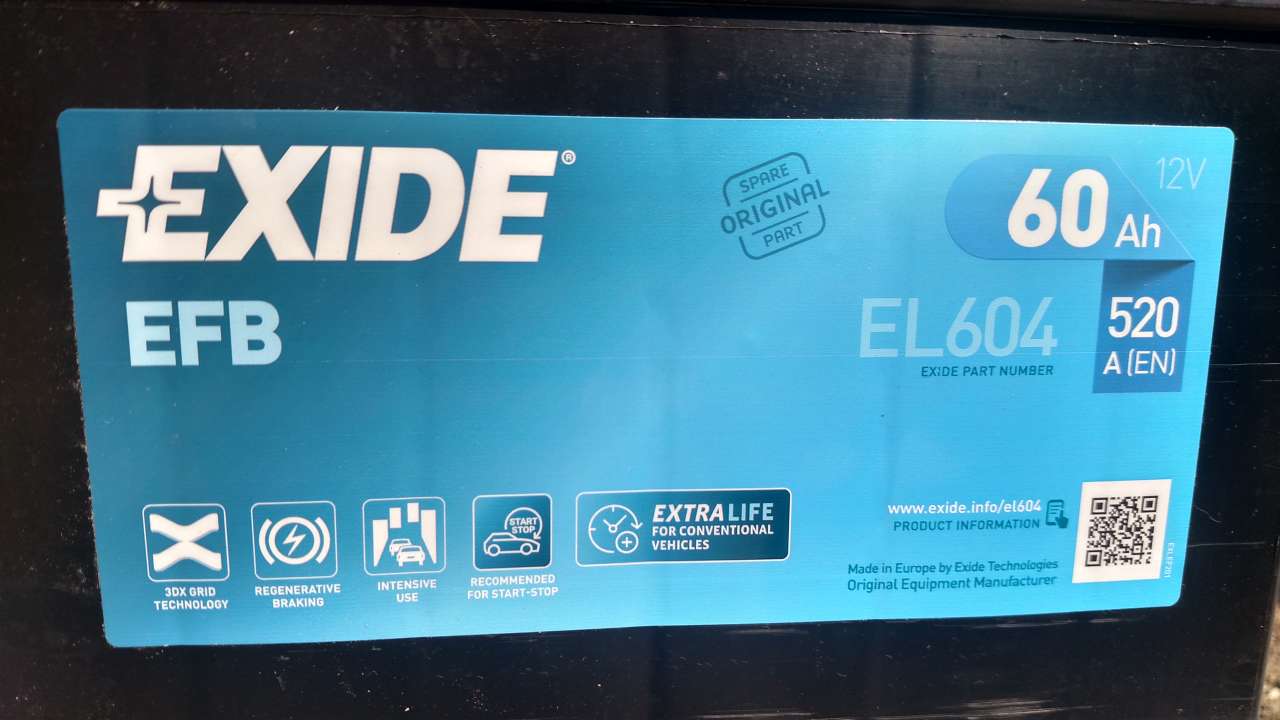 EXIDE®
EFB
SPARE
ORIGINAL
PART
12V
60 Ah
EL604
EXIDE PART NUMBER
520
A (EN)
3DX GRID
TECHNOLOGY
REGENERATIVE
BRAKING
INTENSIVE
USE
START
STOP
RECOMMENDED
FOR START-STOP
EXTRA LIFE
FOR CONVENTIONAL
VEHICLES
www.exide.info/el604
PRODUCT INFORMATION
Made in Europe by Exide Technologies
Original Equipment Manufacturer